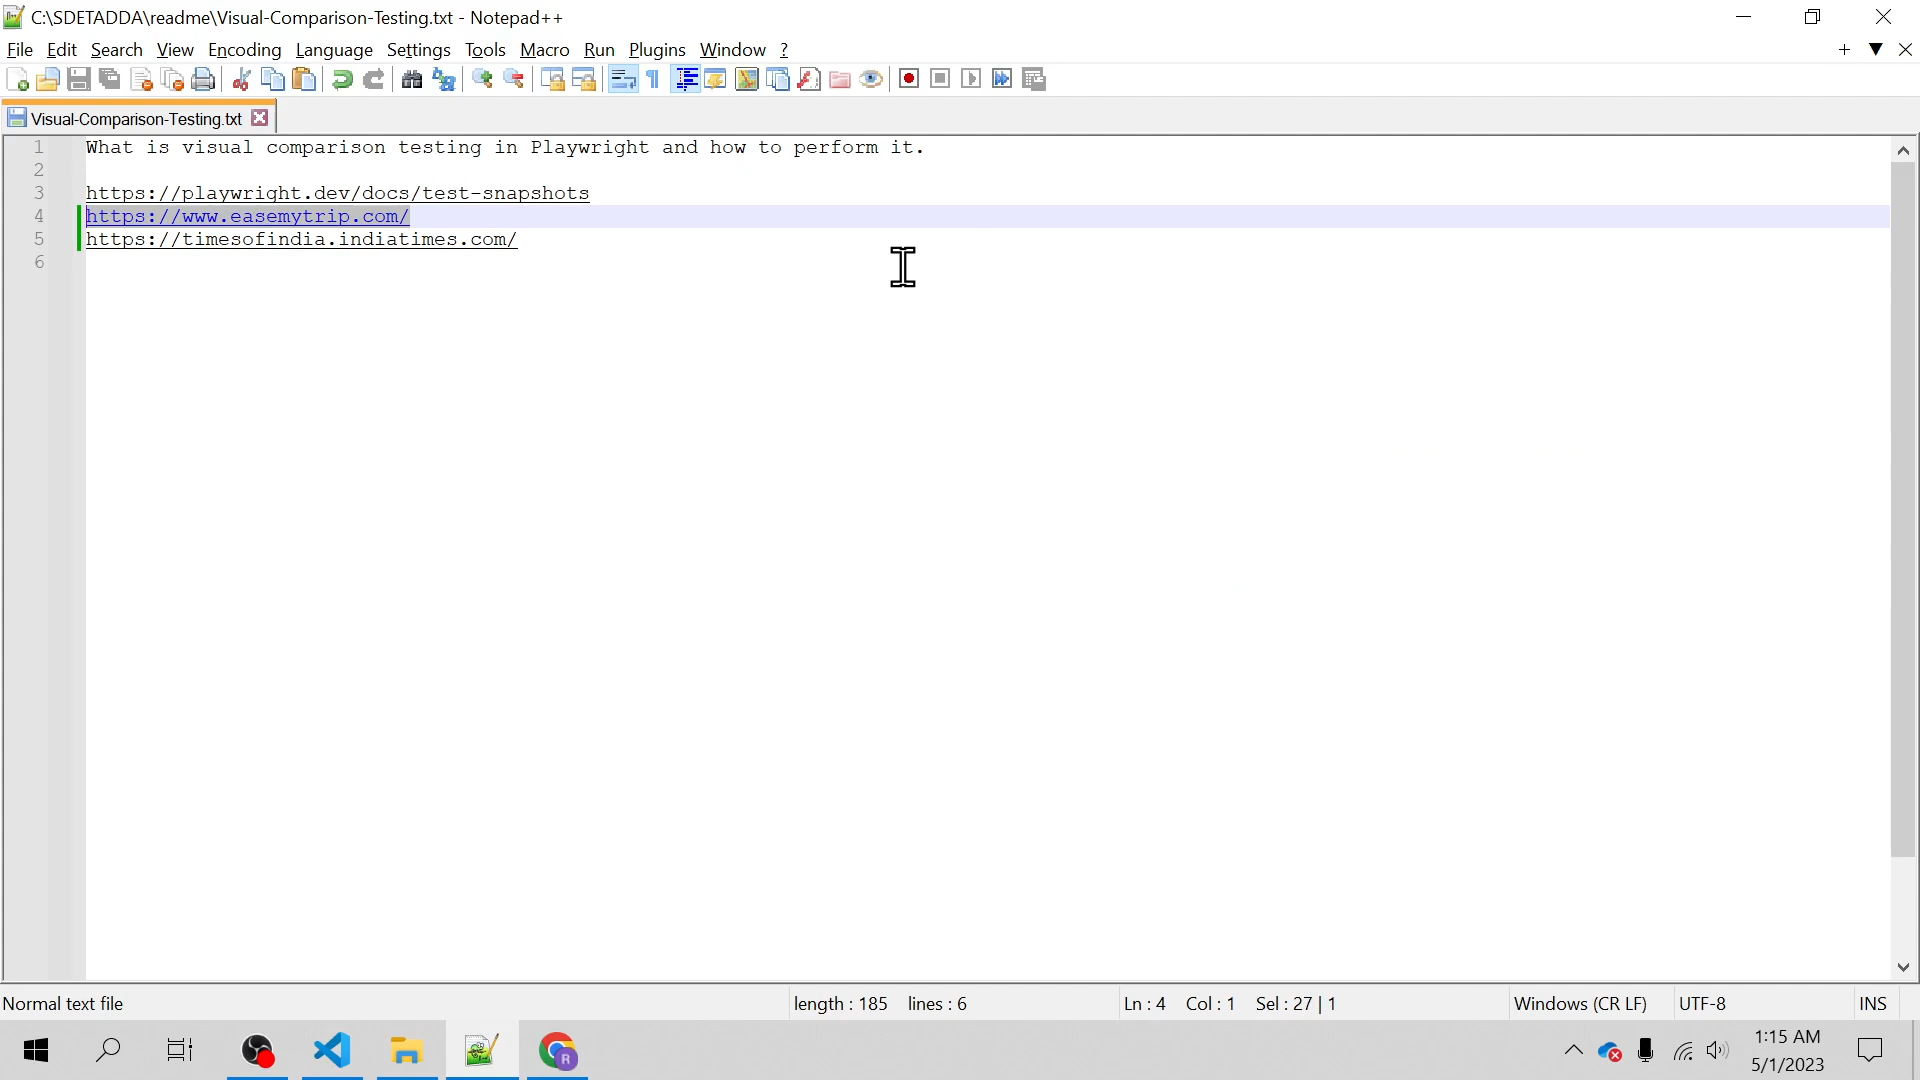 C:\SDETADDA\readme\Visual-Comparison-Testing.txt - Notepad++
File Edit Search View Encoding Language Settings Tools Macro Run Plugins Window ?
Visual-Comparison-Testing.txt
1 What is visual comparison testing in Playwright and how to perform it.
2
3 https://playwright.dev/docs/test-snapshots
4 https://www.easemytrip.com/
5 https://timesofindia.indiatimes.com/
6
Normal text file length : 185 lines : 6 Ln : 4 Col : 1 Sel : 27 | 1 Windows (CR LF) UTF-8 INS
R
1:15 AM
5/1/2023